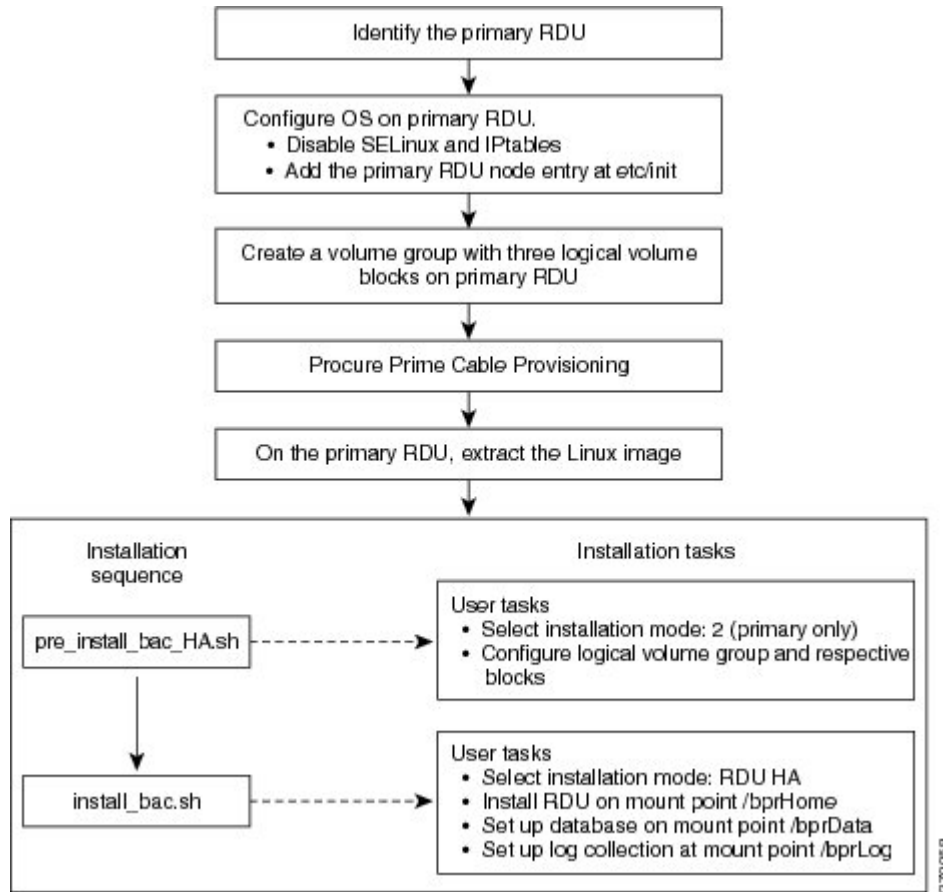 Identify the primary RDU
Configure OS on primary RDU.
• Disable SELinux and IPtables
• Add the primary RDU node entry at etc/init
Create a volume group with three logical volume
blocks on primary RDU
Procure Prime Cable Provisioning
On the primary RDU, extract the Linux image
Installation
sequence
Installation tasks
pre_install_bac_HA.sh
User tasks
• Select installation mode: 2 (primary only)
• Configure logical volume group and respective
blocks
install_bac.sh
User tasks
• Select installation mode: RDU HA
• Install RDU on mount point /bprHome
• Set up database on mount point /bprData
• Set up log collection at mount point /bprLog